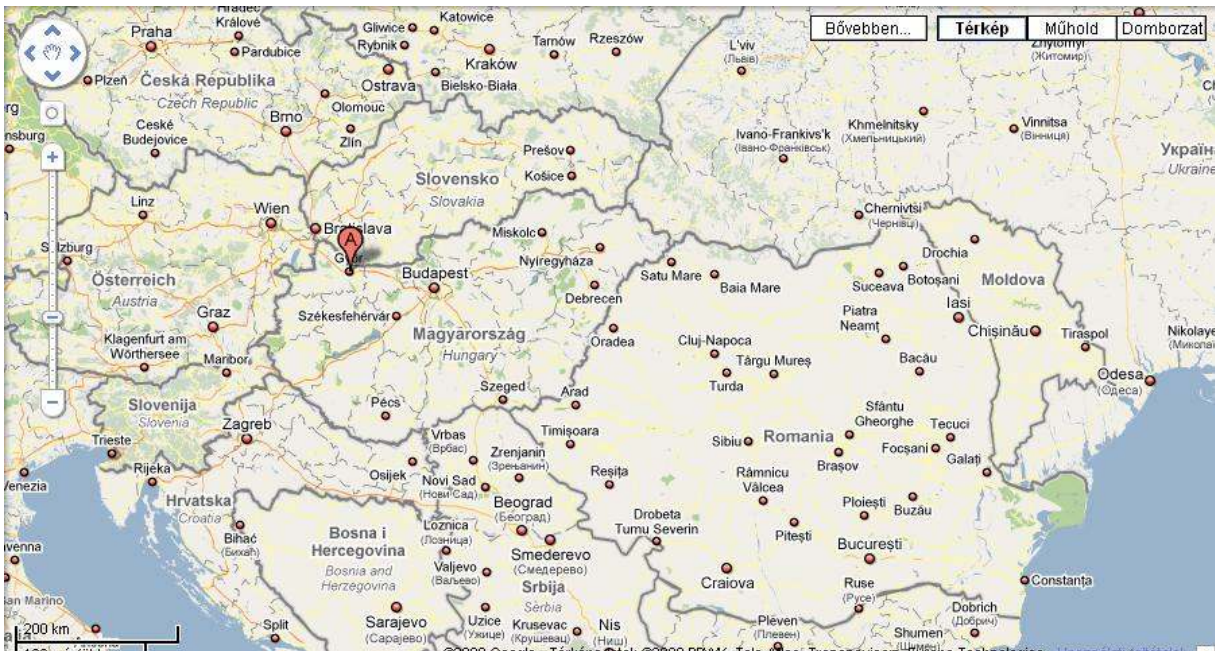 Bővebben...
Térkép
Műhold
Domborzat
Hradec
Králové
Praha
Pardubice
Plzeň
Česká Republika
Czech Republic
České
Budejovice
Brno
Olomouc
Zlín
Ostrava
Gliwice
Rybnik
Katowice
Kraków
Bielsko-Biała
Tarnów
Rzeszów
L'viv
(Львів)
Zhytomyr
(Житомир)
Khmelnitsky
(Хмельницький)
Vinnitsa
(Вінниця)
Ivano-Frankivs'k
(Івано-Франківськ)
Chernivtsi
(Чернівці)
Україна
Ukraine
Prešov
Košice
Slovensko
Slovakia
Linz
Wien
Bratislava
A
Győr
Salzburg
Österreich
Austria
Graz
Klagenfurt am
Wörthersee
Maribor
Budapest
Székesfehérvár
Magyarország
Hungary
Miskolc
Nyíregyháza
Debrecen
Szeged
Pécs
Satu Mare
Baia Mare
Oradea
Cluj-Napoca
Turda
Târgu Mureș
Suceava
Botoșani
Drochia
Moldova
Iasi
Chișinău
Tiraspol
Piatra
Neamț
Bacău
Odesa
(Одеса)
Slovenija
Slovenia
Zagreb
Trieste
Rijeka
Venezia
Hrvatska
Croatia
Osijek
Bihać
(Бихаћ)
Bosna i
Hercegovina
Bosnia and
Herzegovina
Sarajevo
(Сарајево)
Split
San Marino
Vrbas
(Врбас)
Novi Sad
(Нови Сад)
Zrenjanin
(Зрењанин)
Beograd
(Београд)
Loznica
(Лозница)
Valjevo
(Ваљево)
Smederevo
(Смедерево)
Srbija
Serbia
Uzice
(Ужице)
Krusevac
(Крушевац)
Nis
(Ниш)
Arad
Timișoara
Reșița
Drobeta
Turnu Severin
Sibiu
Romania
Sfântu
Gheorghe
Brașov
Tecuci
Focșani
Galați
Râmnicu
Vâlcea
Pitești
Ploiești
Buzău
București
Craiova
Ruse
(Русе)
Constanța
Dobrich
(Добрич)
Pleven
(Плевен)
Shumen
(Шумен)
200 km